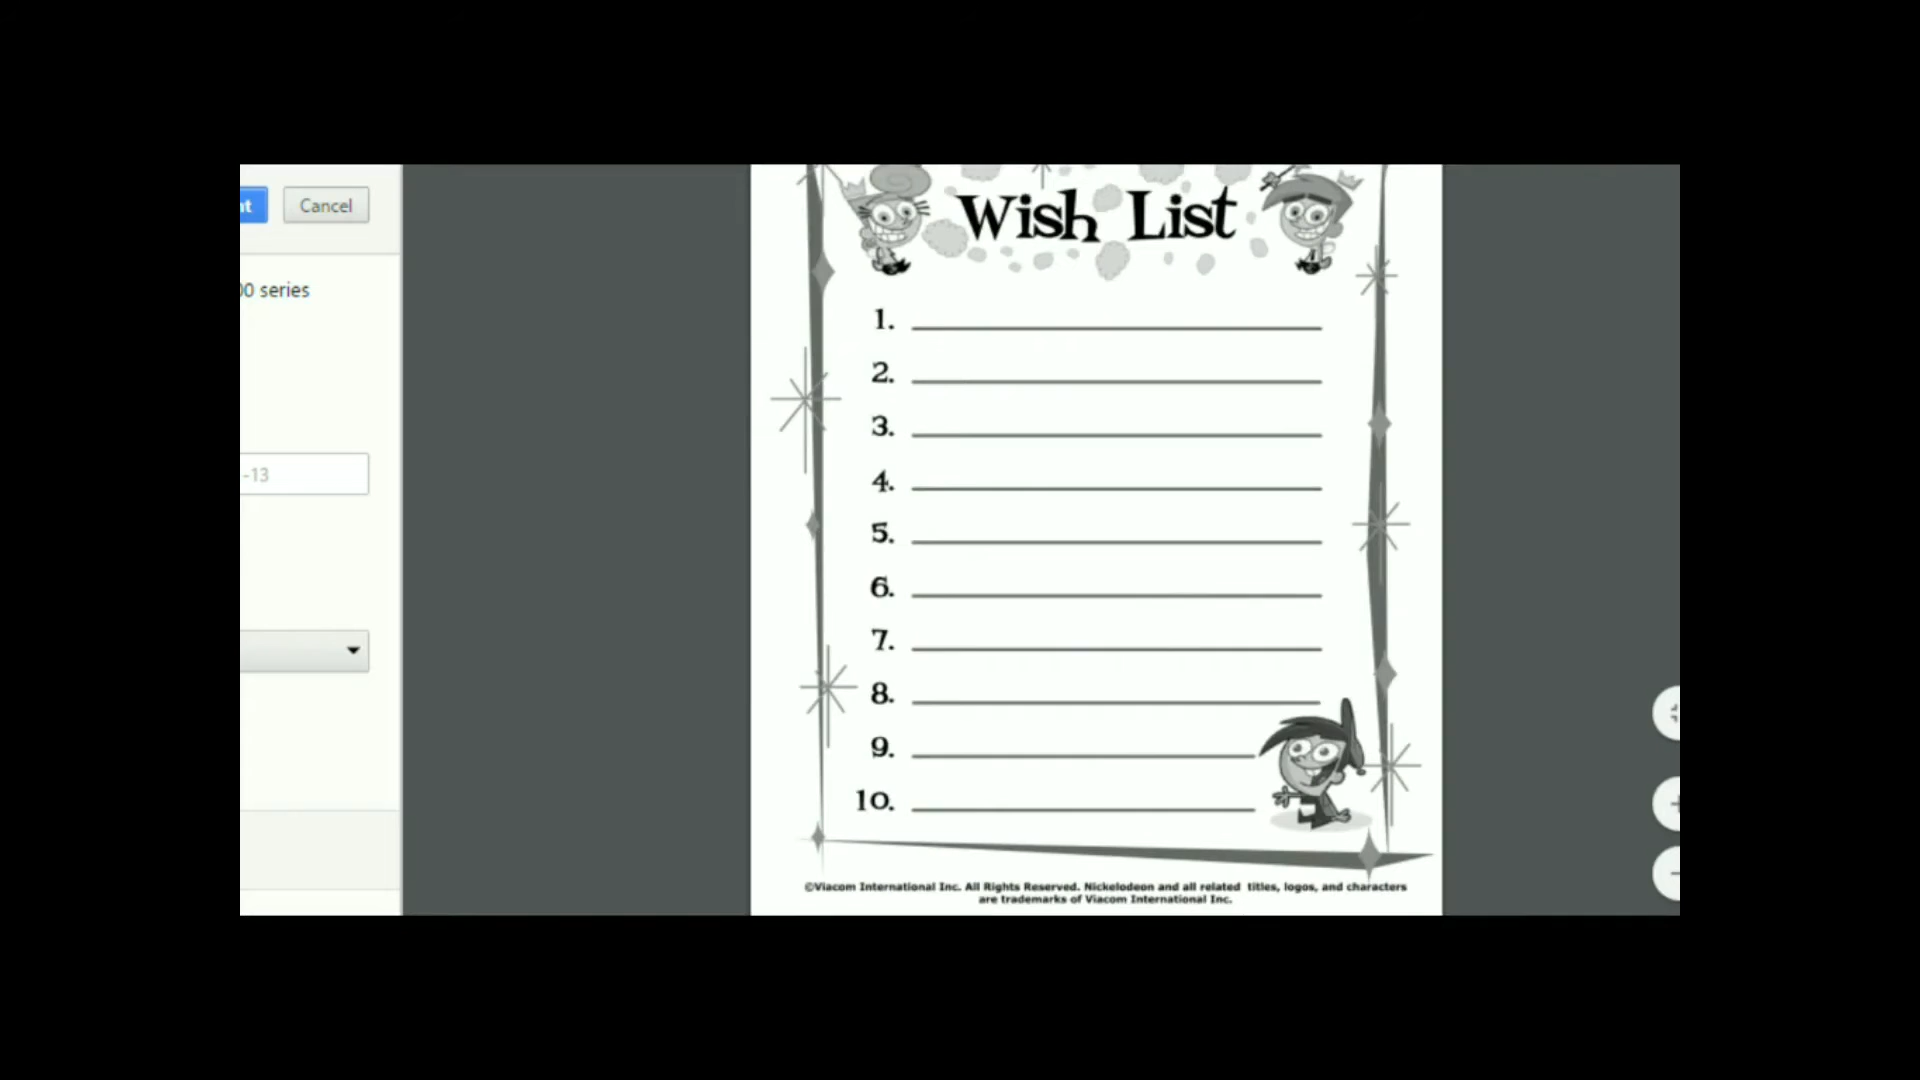 Cancel
00 series
-13
Wish List
1.
2.
3.
4.
5.
6.
7.
8.
9.
10.
©Viacom International Inc. All Rights Reserved. Nickelodeon and all related titles, logos, and characters
are trademarks of Viacom International Inc.